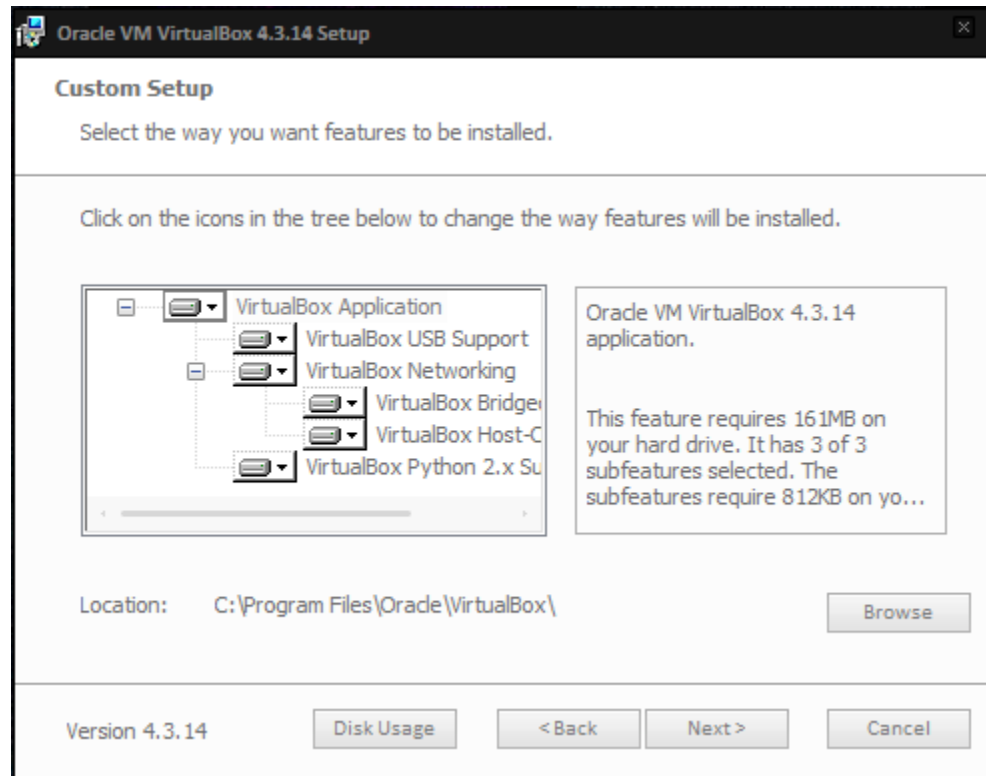 Oracle VM VirtualBox 4.3.14 Setup
Custom Setup
Select the way you want features to be installed.
Click on the icons in the tree below to change the way features will be installed.
VirtualBox Application
VirtualBox USB Support
VirtualBox Networking
VirtualBox Bridge
VirtualBox Host-C
VirtualBox Python 2.x Su
Oracle VM VirtualBox 4.3.14
application.
This feature requires 161MB on
your hard drive. It has 3 of 3
subfeatures selected. The
subfeatures require 812KB on yo...
Location: C:\Program Files\Oracle\VirtualBox\
Browse
Version 4.3.14
Disk Usage
< Back
Next >
Cancel